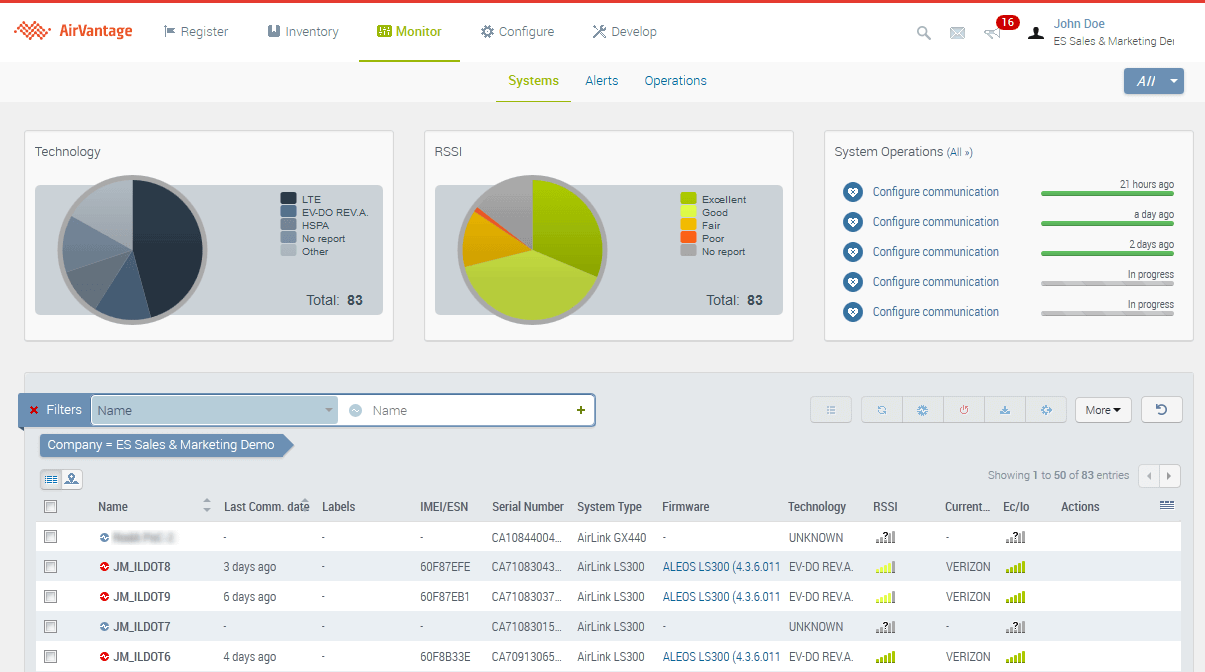 AirVantage Register Inventory Monitor Configure Develop 16 John Doe
ES Sales & Marketing De
Systems Alerts Operations All
Technology
LTE
EV-DO REV.A.
HSPA
No report
Other
Total: 83
RSSI
Excellent
Good
Fair
Poor
No report
Total: 83
System Operations (All »)
Configure communication 21 hours ago
Configure communication a day ago
Configure communication 2 days ago
Configure communication In progress
Configure communication In progress
Filters Name Name + More
Company = ES Sales & Marketing Demo
Showing 1 to 50 of 83 entries
Name Last Comm. date Labels IMEI/ESN Serial Number System Type Firmware Technology RSSI Current... Ec/Io Actions
- - - CA10844004... AirLink GX440 - UNKNOWN ? - ?
JM_ILDOT8 3 days ago - 60F87EFE CA71083043... AirLink LS300 ALEOS LS300 (4.3.6.011 EV-DO REV.A. VERIZON
JM_ILDOT9 6 days ago - 60F87EB1 CA71083037... AirLink LS300 ALEOS LS300 (4.3.6.011 EV-DO REV.A. VERIZON
JM_ILDOT7 - - - CA71083015... AirLink LS300 - UNKNOWN ? - ?
JM_ILDOT6 4 days ago - 60F8B33E CA70913065... AirLink LS300 ALEOS LS300 (4.3.6.011 EV-DO REV.A. VERIZON